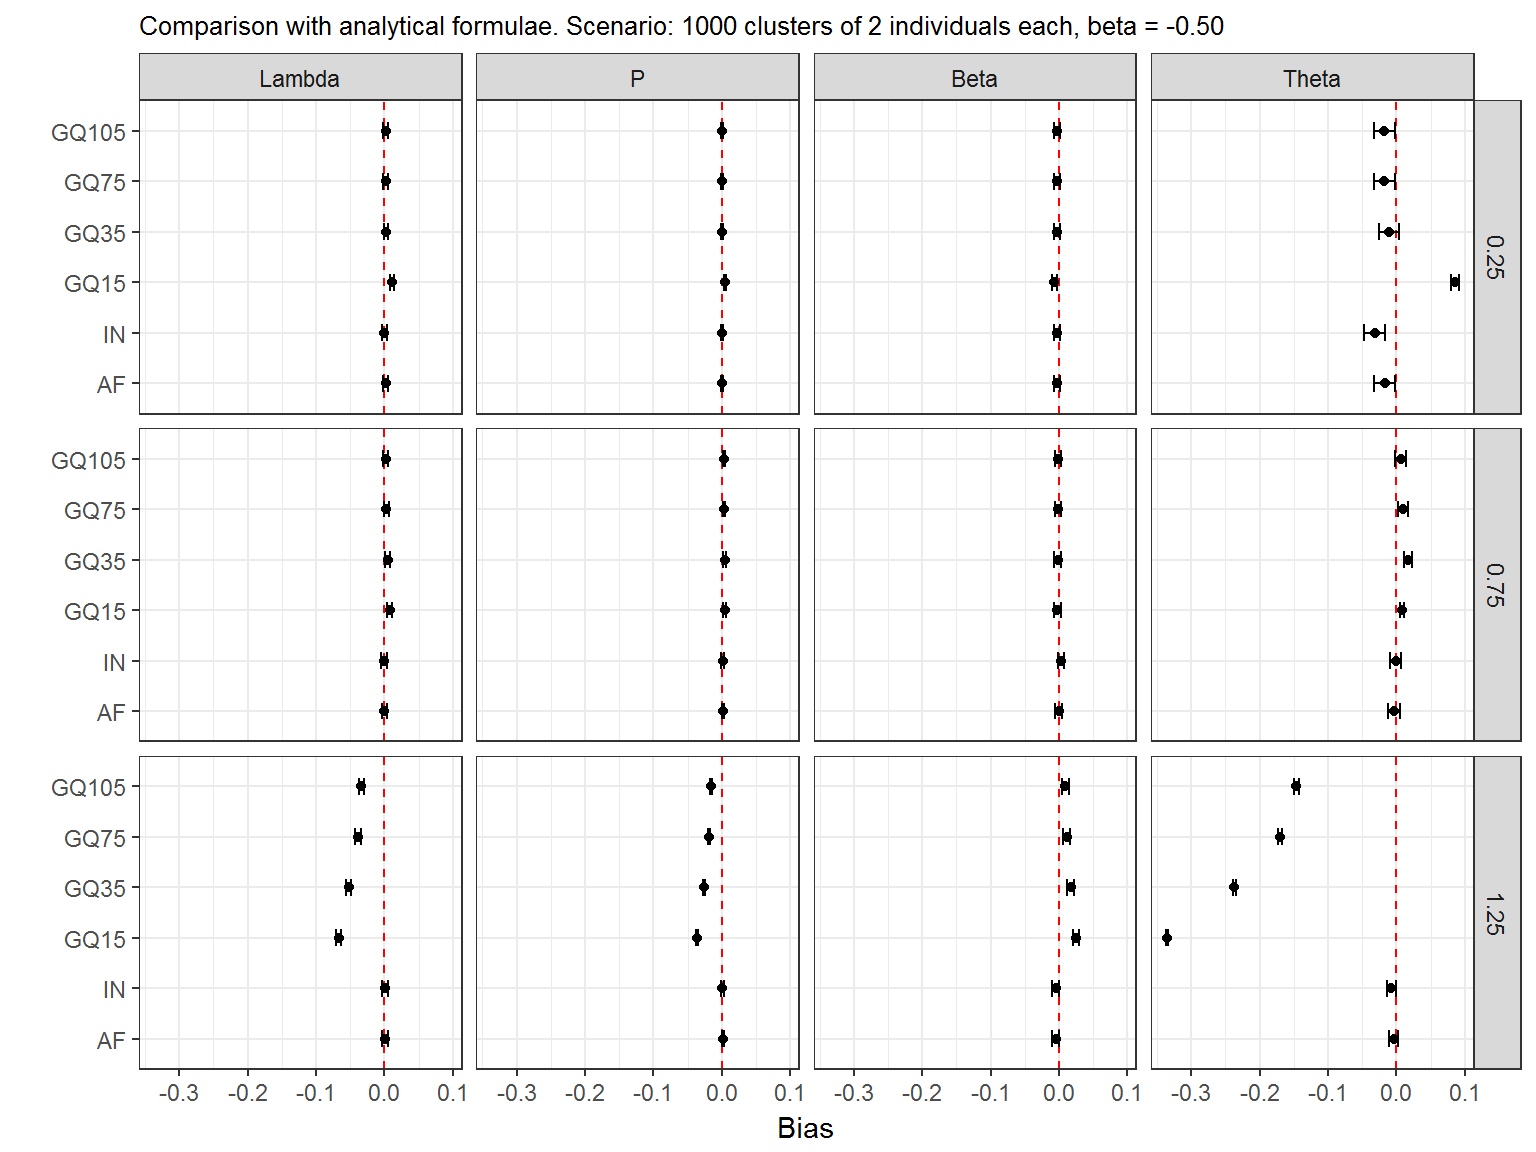 Comparison with analytical formulae. Scenario: 1000 clusters of 2 individuals each, beta = -0.50
Lambda P Beta Theta
GQ105
GQ75
GQ35
GQ15
IN
AF
0.25
GQ105
GQ75
GQ35
GQ15
IN
AF
0.75
GQ105
GQ75
GQ35
GQ15
IN
AF
1.25
-0.3 -0.2 -0.1 0.0 0.1 -0.3 -0.2 -0.1 0.0 0.1 -0.3 -0.2 -0.1 0.0 0.1 -0.3 -0.2 -0.1 0.0 0.1
Bias